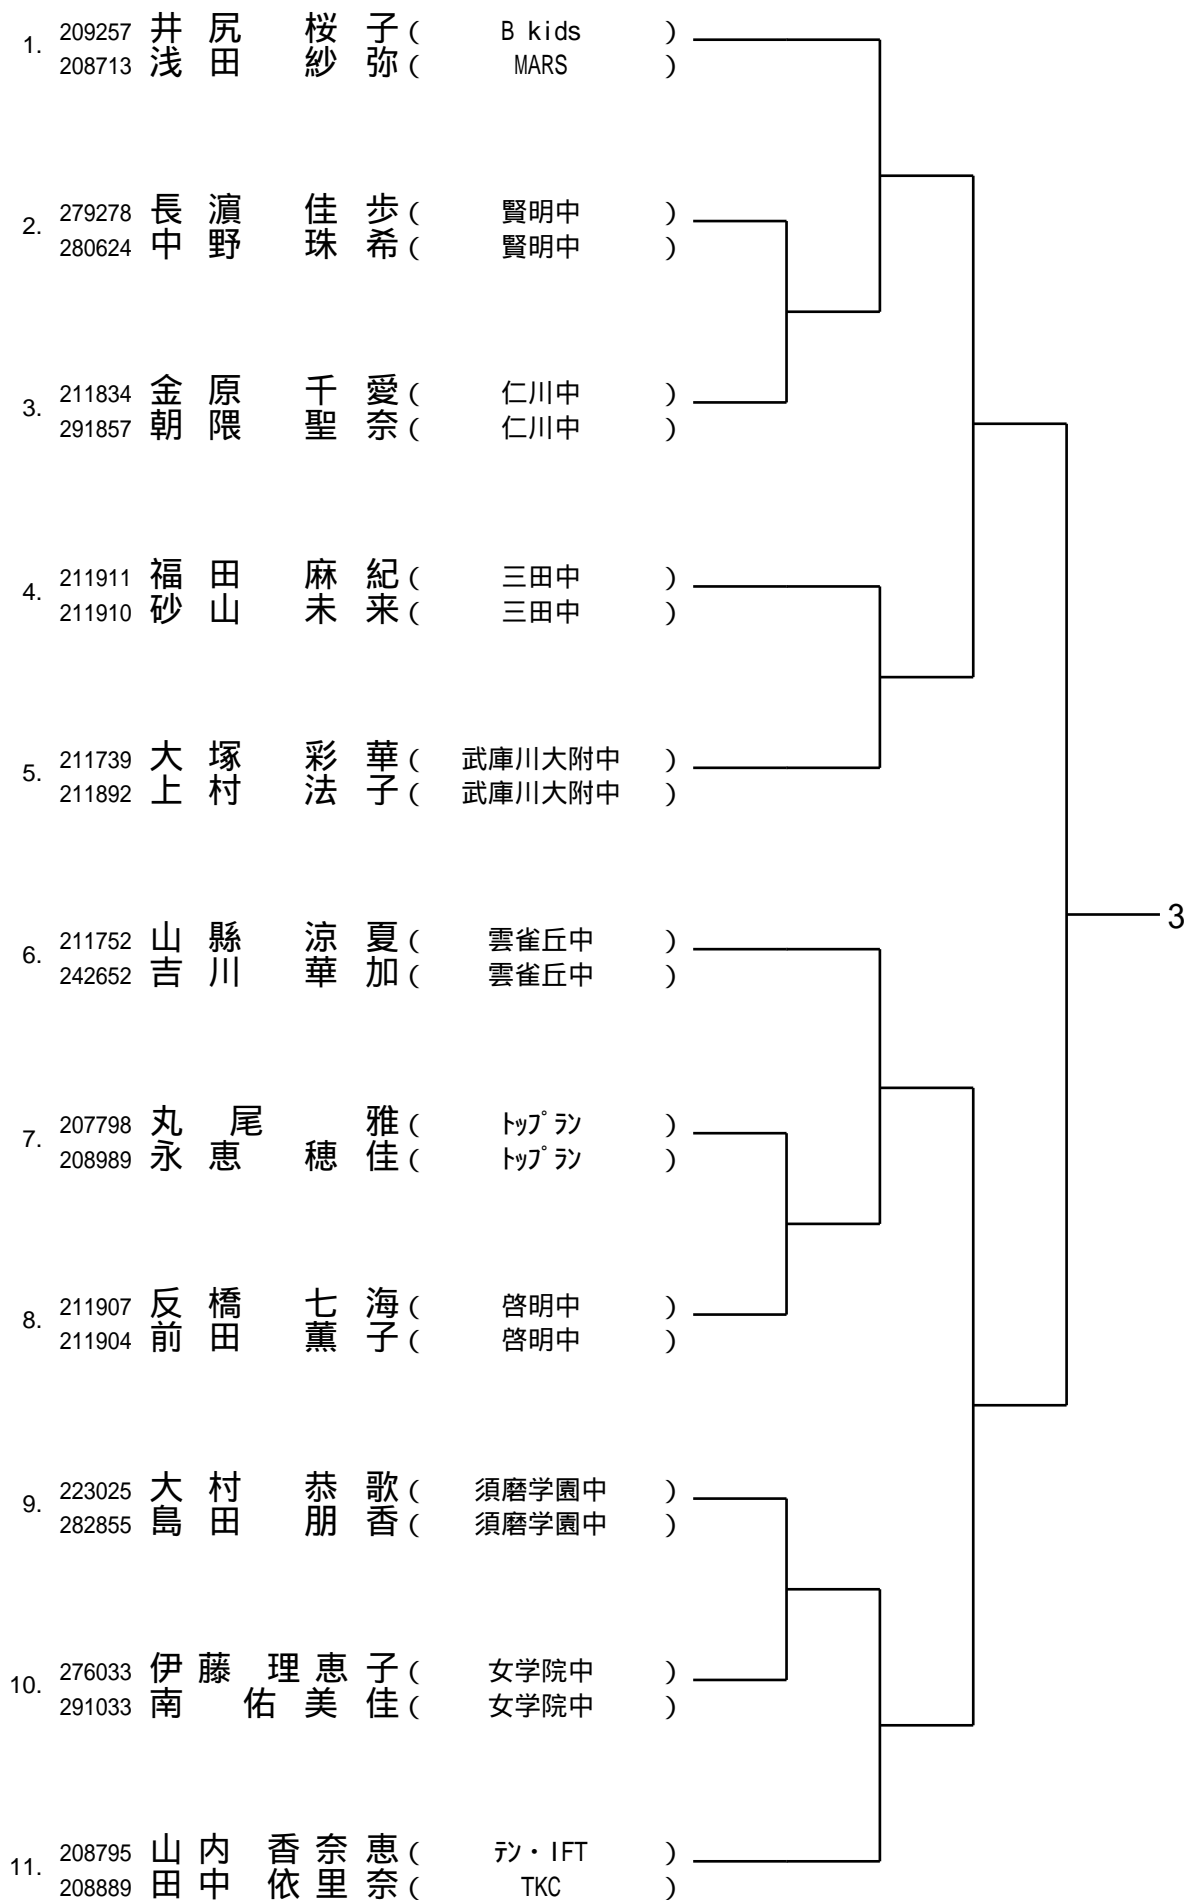 1. 209257 井尻 桜子 ( B kids )
208713 浅田 紗弥 ( MARS )
2. 279278 長濵 佳歩 ( 賢明中 )
280624 中野 珠希 ( 賢明中 )
3. 211834 金原 千愛 ( 仁川中 )
291857 朝隈 聖奈 ( 仁川中 )
4. 211911 福田 麻紀 ( 三田中 )
211910 砂山 未来 ( 三田中 )
5. 211739 大塚 彩華 ( 武庫川大附中 )
211892 上村 法子 ( 武庫川大附中 )
3
6. 211752 山縣 涼夏 ( 雲雀丘中 )
242652 吉川 華加 ( 雲雀丘中 )
7. 207798 丸尾 雅 ( ﾄｯﾌﾟﾗﾝ )
208989 永恵 穂佳 ( ﾄｯﾌﾟﾗﾝ )
8. 211907 反橋 七海 ( 啓明中 )
211904 前田 薫子 ( 啓明中 )
9. 223025 大村 恭歌 ( 須磨学園中 )
282855 島田 朋香 ( 須磨学園中 )
10. 276033 伊藤 理恵子 ( 女学院中 )
291033 南 佑美佳 ( 女学院中 )
11. 208795 山内 香奈恵 ( ﾃﾝ・IFT )
208889 田中 依里奈 ( TKC )